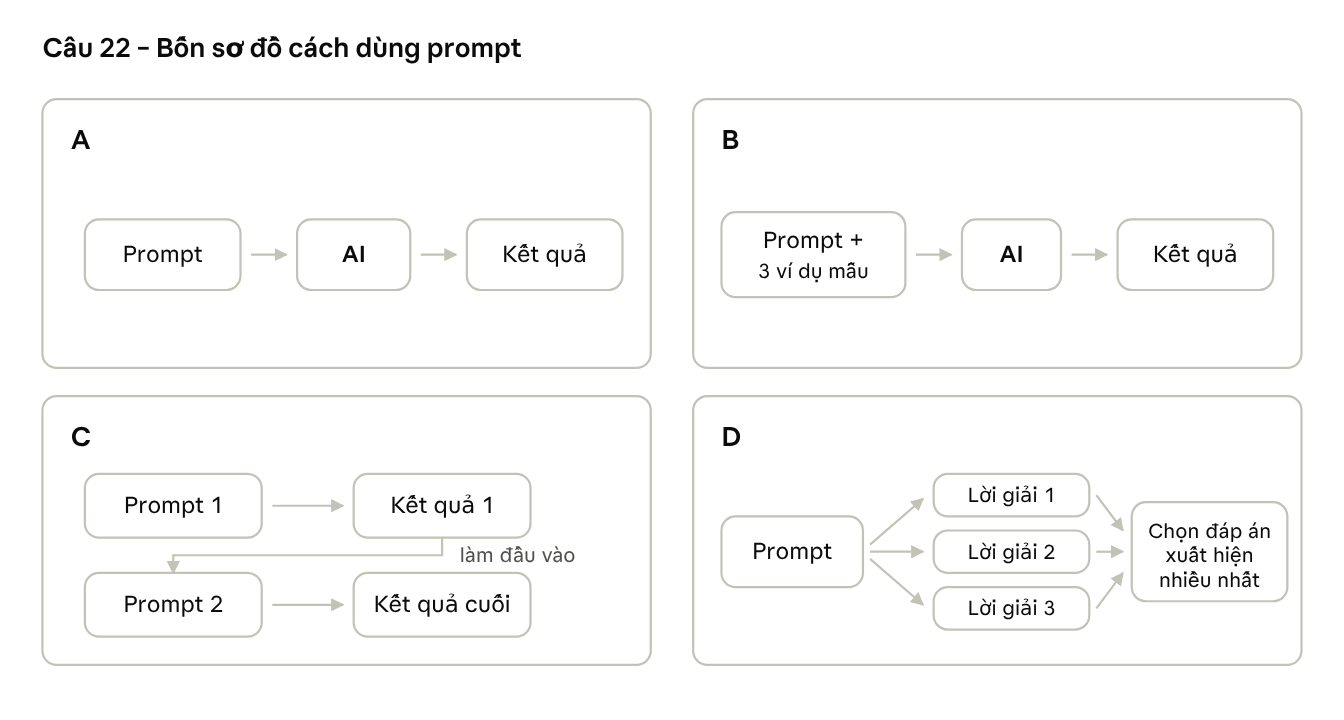 Câu 22 – Bốn sơ đồ cách dùng prompt
A
Prompt
AI
Kết quả
B
Prompt +
3 ví dụ mẫu
AI
Kết quả
C
Prompt 1
Kết quả 1
làm đầu vào
Prompt 2
Kết quả cuối
D
Prompt
Lời giải 1
Lời giải 2
Lời giải 3
Chọn đáp án
xuất hiện
nhiều nhất